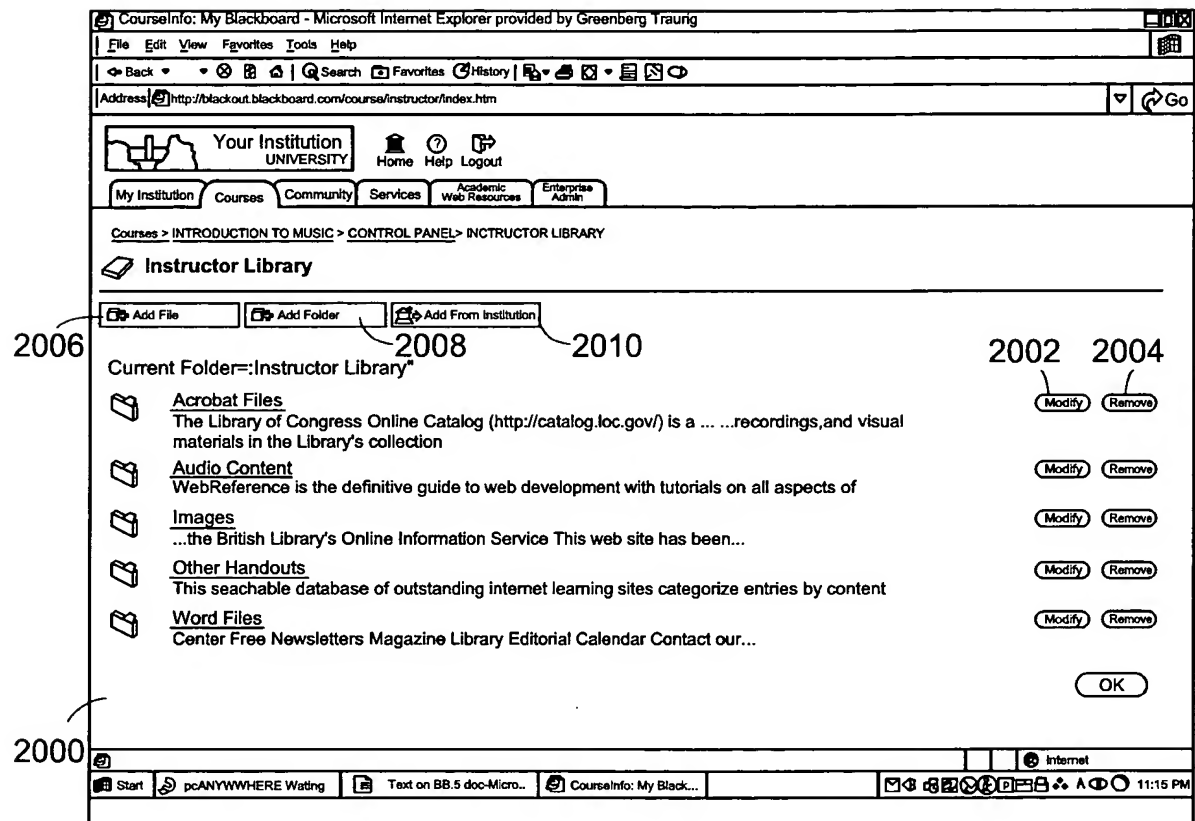 CourseInfo: My Blackboard - Microsoft Internet Explorer provided by Greenberg Traurig
File Edit View Favorites Tools Help
Back Search Favorites History
Address http://blackout.blackboard.com/course/instructor/index.htm Go
Your Institution
UNIVERSITY
Home Help Logout
My Institution Courses Community Services Academic Web Resources Enterprise Admin
Courses > INTRODUCTION TO MUSIC > CONTROL PANEL> INCTRUCTOR LIBRARY
Instructor Library
Add File Add Folder Add From Institution
2006 2008 2010 2002 2004
Current Folder=:Instructor Library"
Acrobat Files Modify Remove
The Library of Congress Online Catalog (http://catalog.loc.gov/) is a ... ...recordings,and visual
materials in the Library's collection
Audio Content Modify Remove
WebReference is the definitive guide to web development with tutorials on all aspects of
Images Modify Remove
...the British Library's Online Information Service This web site has been...
Other Handouts Modify Remove
This seachable database of outstanding internet learning sites categorize entries by content
Word Files Modify Remove
Center Free Newsletters Magazine Library Editorial Calendar Contact our...
OK
2000
Internet
Start pcANYWWHERE Wating Text on BB.5 doc-Micro.. CourseInfo: My Black... P A 11:15 PM